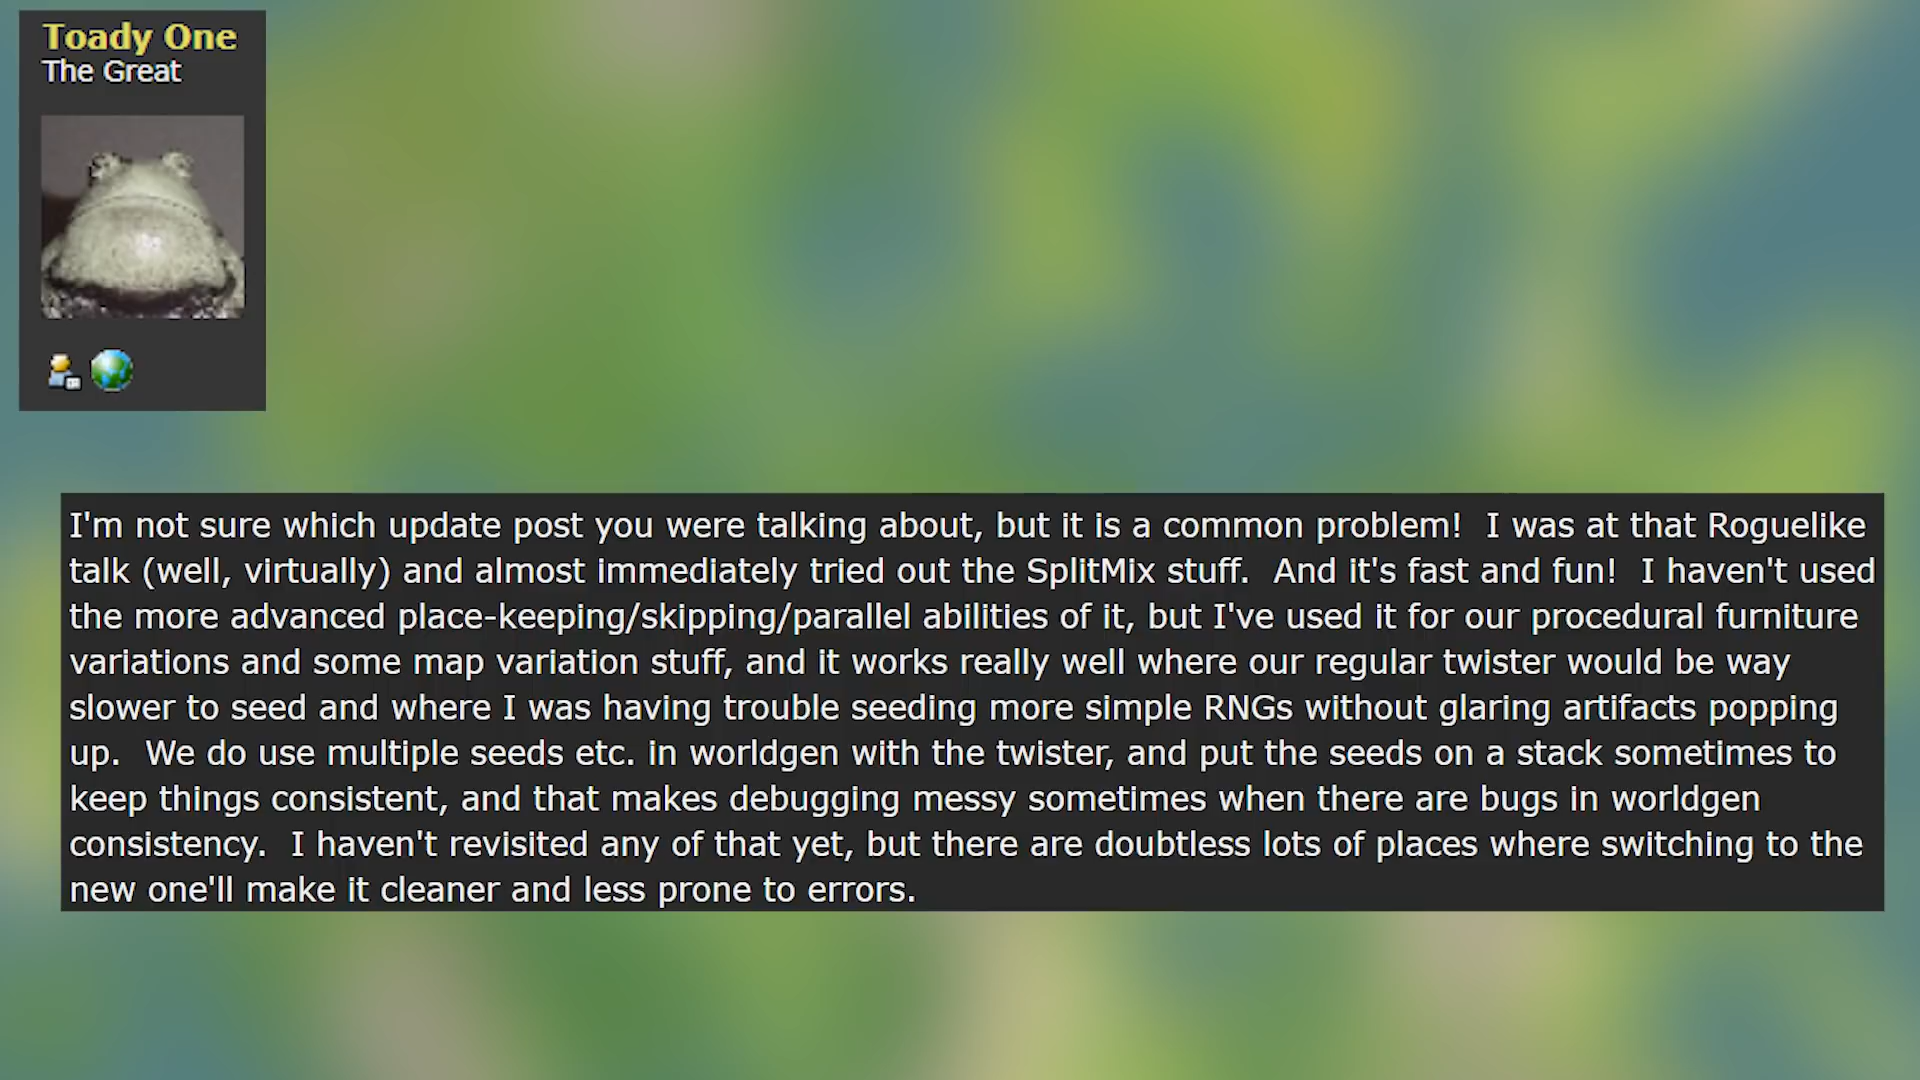 Toady One
The Great
I'm not sure which update post you were talking about, but it is a common problem!  I was at that Roguelike
talk (well, virtually) and almost immediately tried out the SplitMix stuff.  And it's fast and fun!  I haven't used
the more advanced place-keeping/skipping/parallel abilities of it, but I've used it for our procedural furniture
variations and some map variation stuff, and it works really well where our regular twister would be way
slower to seed and where I was having trouble seeding more simple RNGs without glaring artifacts popping
up.  We do use multiple seeds etc. in worldgen with the twister, and put the seeds on a stack sometimes to
keep things consistent, and that makes debugging messy sometimes when there are bugs in worldgen
consistency.  I haven't revisited any of that yet, but there are doubtless lots of places where switching to the
new one'll make it cleaner and less prone to errors.